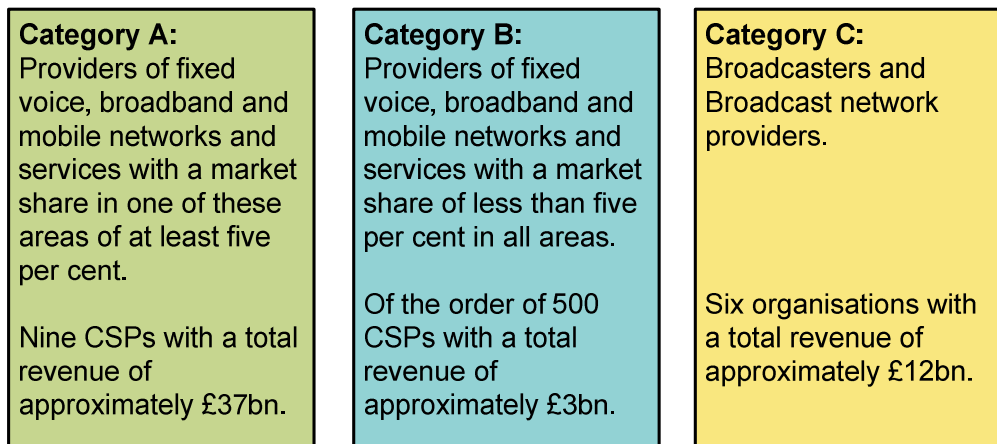 Category A:
Providers of fixed
voice, broadband and
mobile networks and
services with a market
share in one of these
areas of at least five
per cent.
Nine CSPs with a total
revenue of
approximately £37bn.
Category B:
Providers of fixed
voice, broadband and
mobile networks and
services with a market
share of less than five
per cent in all areas.
Of the order of 500
CSPs with a total
revenue of
approximately £3bn.
Category C:
Broadcasters and
Broadcast network
providers.
Six organisations with
a total revenue of
approximately £12bn.